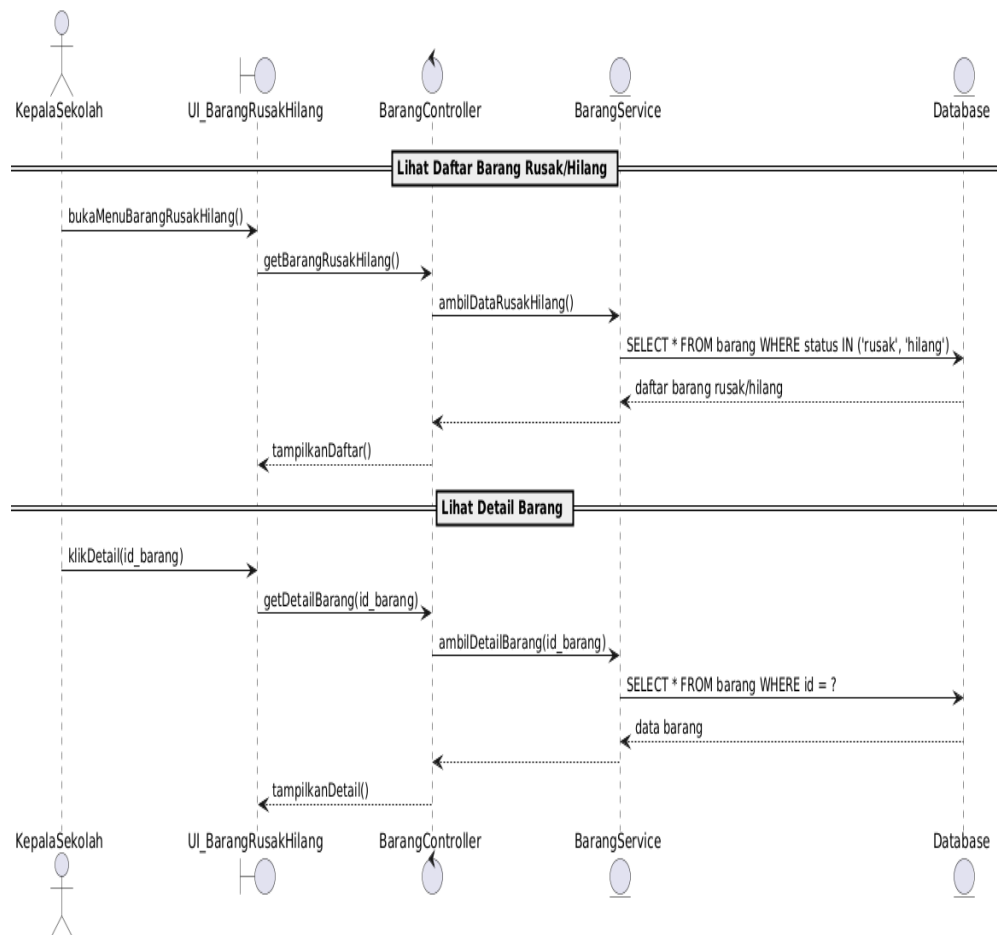 KepalaSekolah
UI_BarangRusakHilang
BarangController
BarangService
Database
Lihat Daftar Barang Rusak/Hilang
bukaMenuBarangRusakHilang()
getBarangRusakHilang()
ambilDataRusakHilang()
SELECT * FROM barang WHERE status IN ('rusak', 'hilang')
daftar barang rusak/hilang
tampilkanDaftar()
Lihat Detail Barang
klikDetail(id_barang)
getDetailBarang(id_barang)
ambilDetailBarang(id_barang)
SELECT * FROM barang WHERE id = ?
data barang
tampilkanDetail()
KepalaSekolah
UI_BarangRusakHilang
BarangController
BarangService
Database